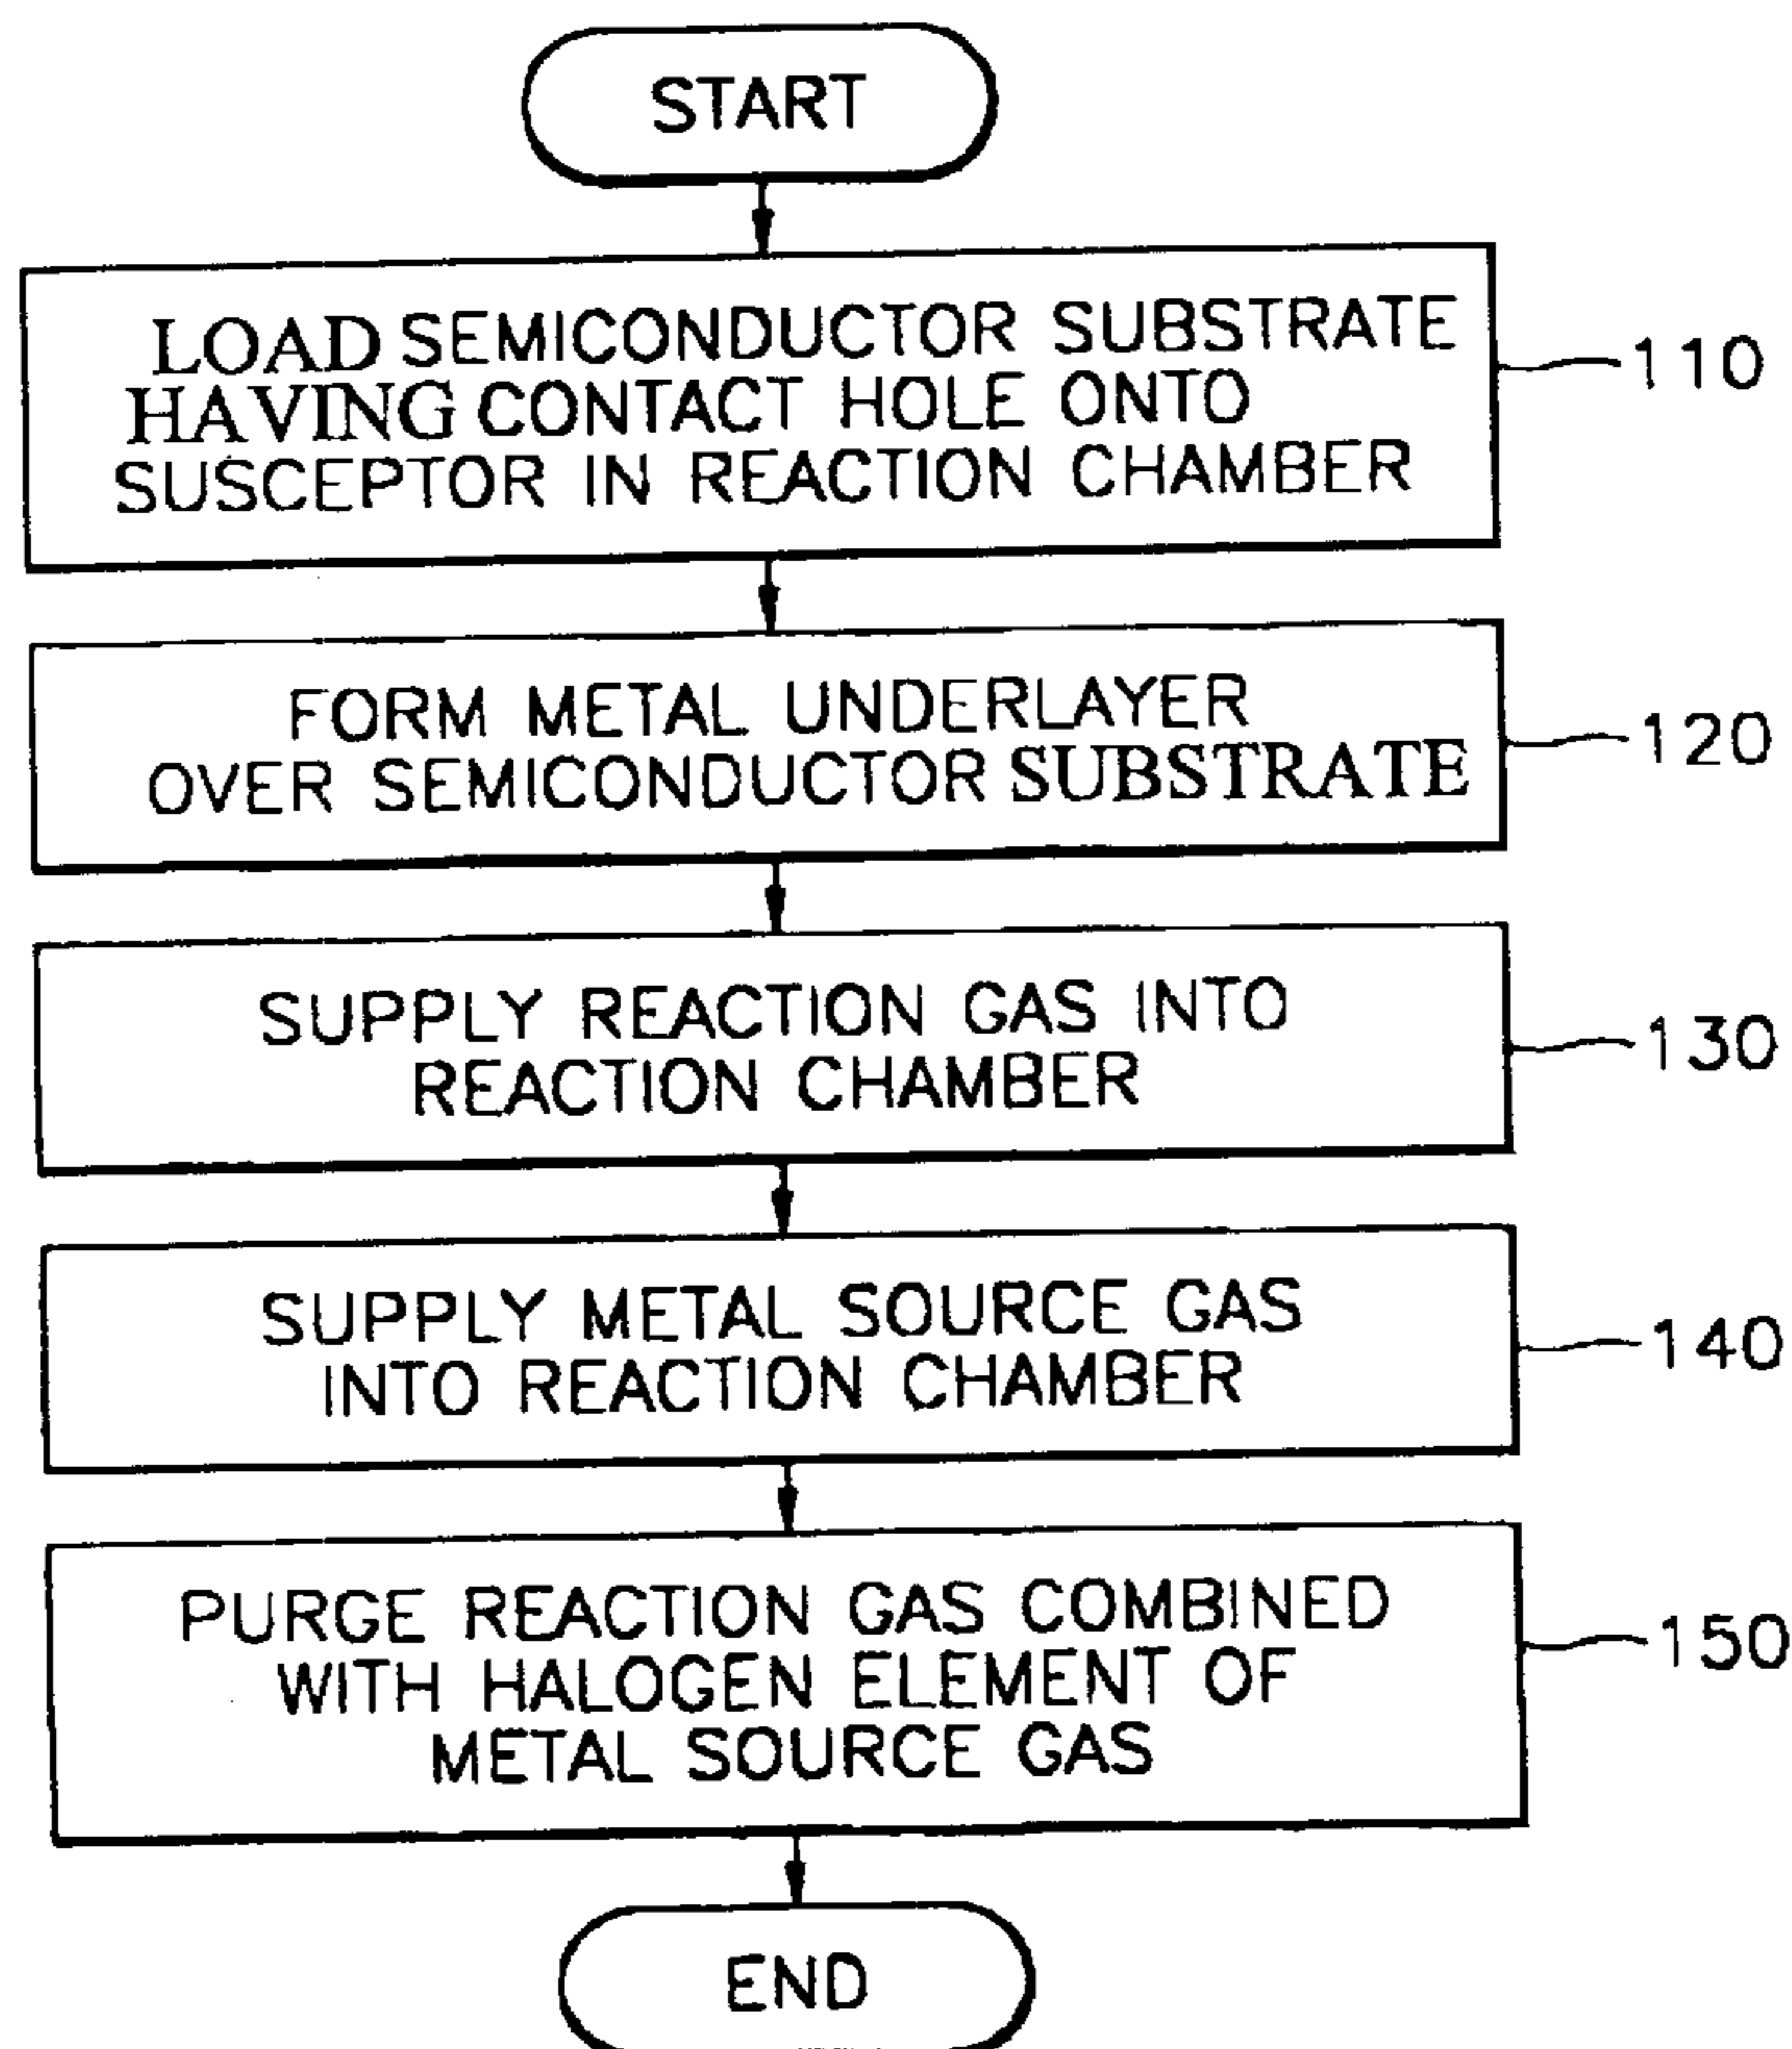 START
LOAD SEMICONDUCTOR SUBSTRATE
HAVING CONTACT HOLE ONTO
SUSCEPTOR IN REACTION CHAMBER
110
FORM METAL UNDERLAYER
OVER SEMICONDUCTOR SUBSTRATE
120
SUPPLY REACTION GAS INTO
REACTION CHAMBER
130
SUPPLY METAL SOURCE GAS
INTO REACTION CHAMBER
140
PURGE REACTION GAS COMBINED
WITH HALOGEN ELEMENT OF
METAL SOURCE GAS
150
END